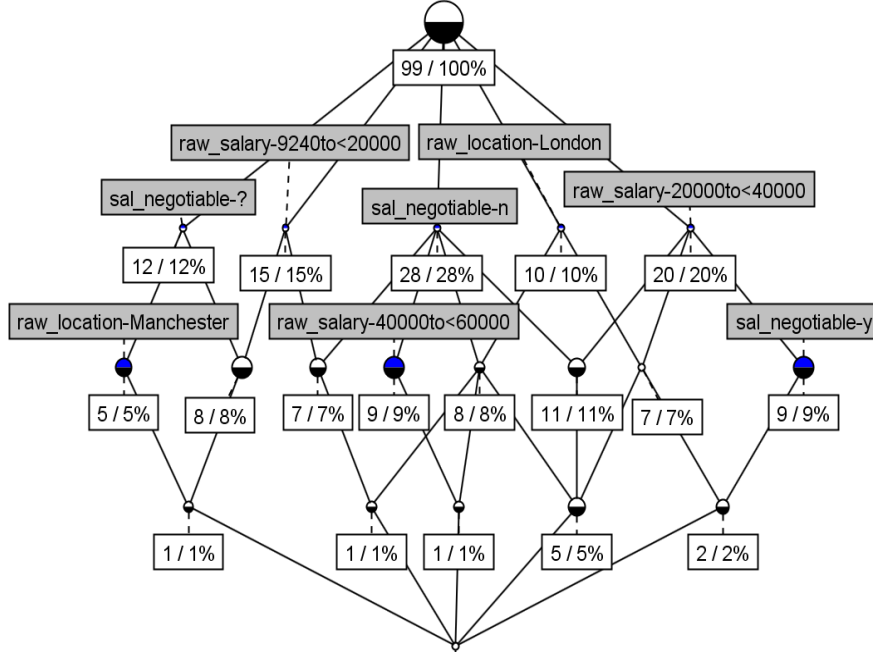 99 / 100%
raw_salary-9240to<20000
raw_location-London
raw_salary-20000to<40000
sal_negotiable-?
sal_negotiable-n
12 / 12%
15 / 15%
28 / 28%
10 / 10%
20 / 20%
raw_location-Manchester
raw_salary-40000to<60000
sal_negotiable-y
5 / 5%
8 / 8%
7 / 7%
9 / 9%
8 / 8%
11 / 11%
7 / 7%
9 / 9%
1 / 1%
1 / 1%
1 / 1%
5 / 5%
2 / 2%